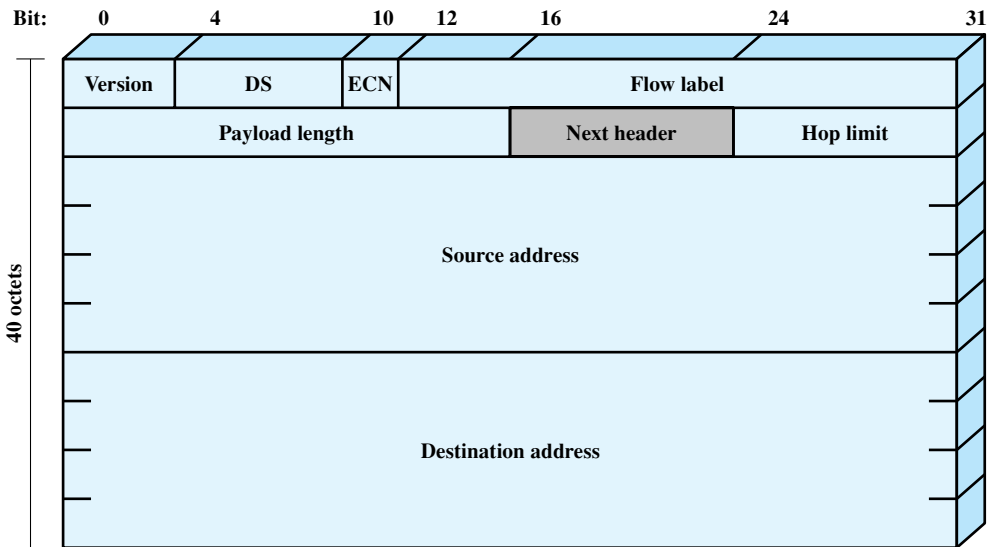 Bit: 0 4 10 12 16 24 31
Version DS ECN Flow label
Payload length Next header Hop limit
Source address
40 octets
Destination address